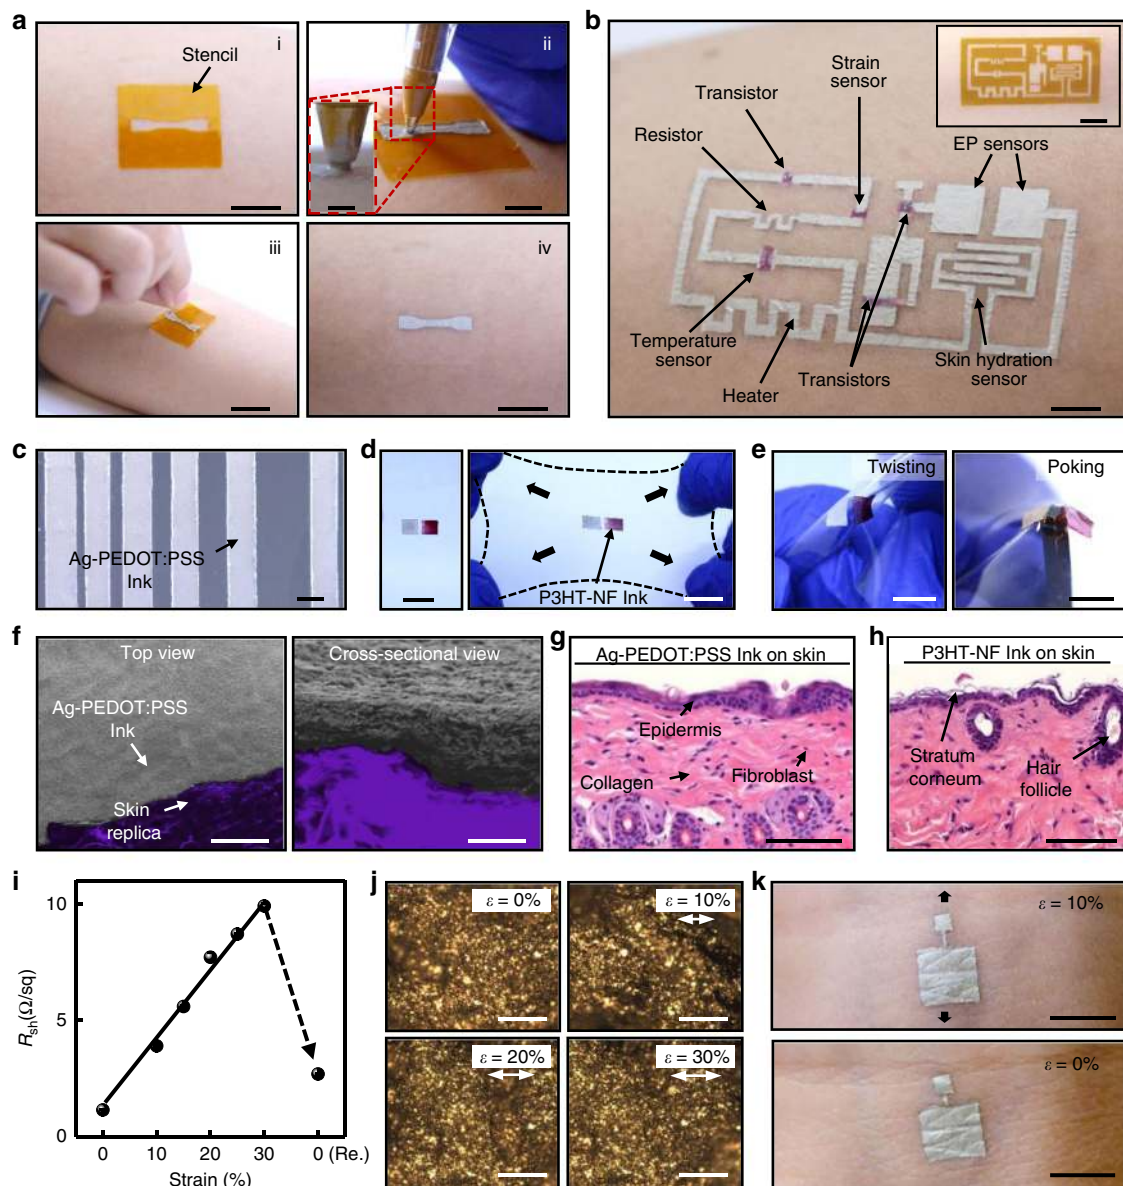 a
i
Stencil
ii
iii
iv
b
Strain
sensor
Transistor
Resistor
EP sensors
Temperature
sensor
Heater
Transistors
Skin hydration
sensor
c
Ag-PEDOT:PSS
Ink
d
P3HT-NF Ink
e
Twisting
Poking
f
Top view
Ag-PEDOT:PSS
Ink
Skin
replica
Cross-sectional view
g
Ag-PEDOT:PSS Ink on skin
Epidermis
Collagen
Fibroblast
h
P3HT-NF Ink on skin
Stratum
corneum
Hair
follicle
i
10
5
0
Rsh(Ω/sq)
0
10
20
30
0 (Re.)
Strain (%)
j
ε = 0%
ε = 10%
ε = 20%
ε = 30%
k
ε = 10%
ε = 0%